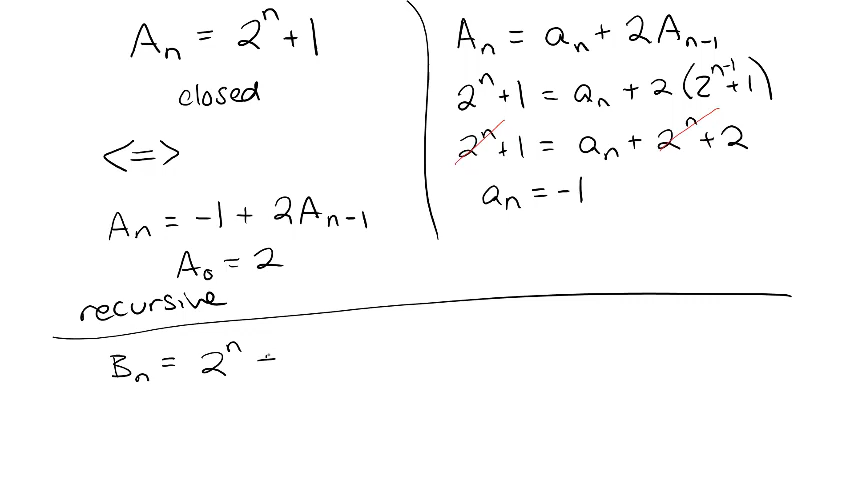 Aₙ = 2ⁿ + 1
closed
<=>
Aₙ = -1 + 2Aₙ₋₁
A₀ = 2
recursive
Aₙ = aₙ + 2Aₙ₋₁
2ⁿ + 1 = aₙ + 2(2ⁿ⁻¹ + 1)
2ⁿ + 1 = aₙ + 2ⁿ + 2
aₙ = -1
Bₙ = 2ⁿ -